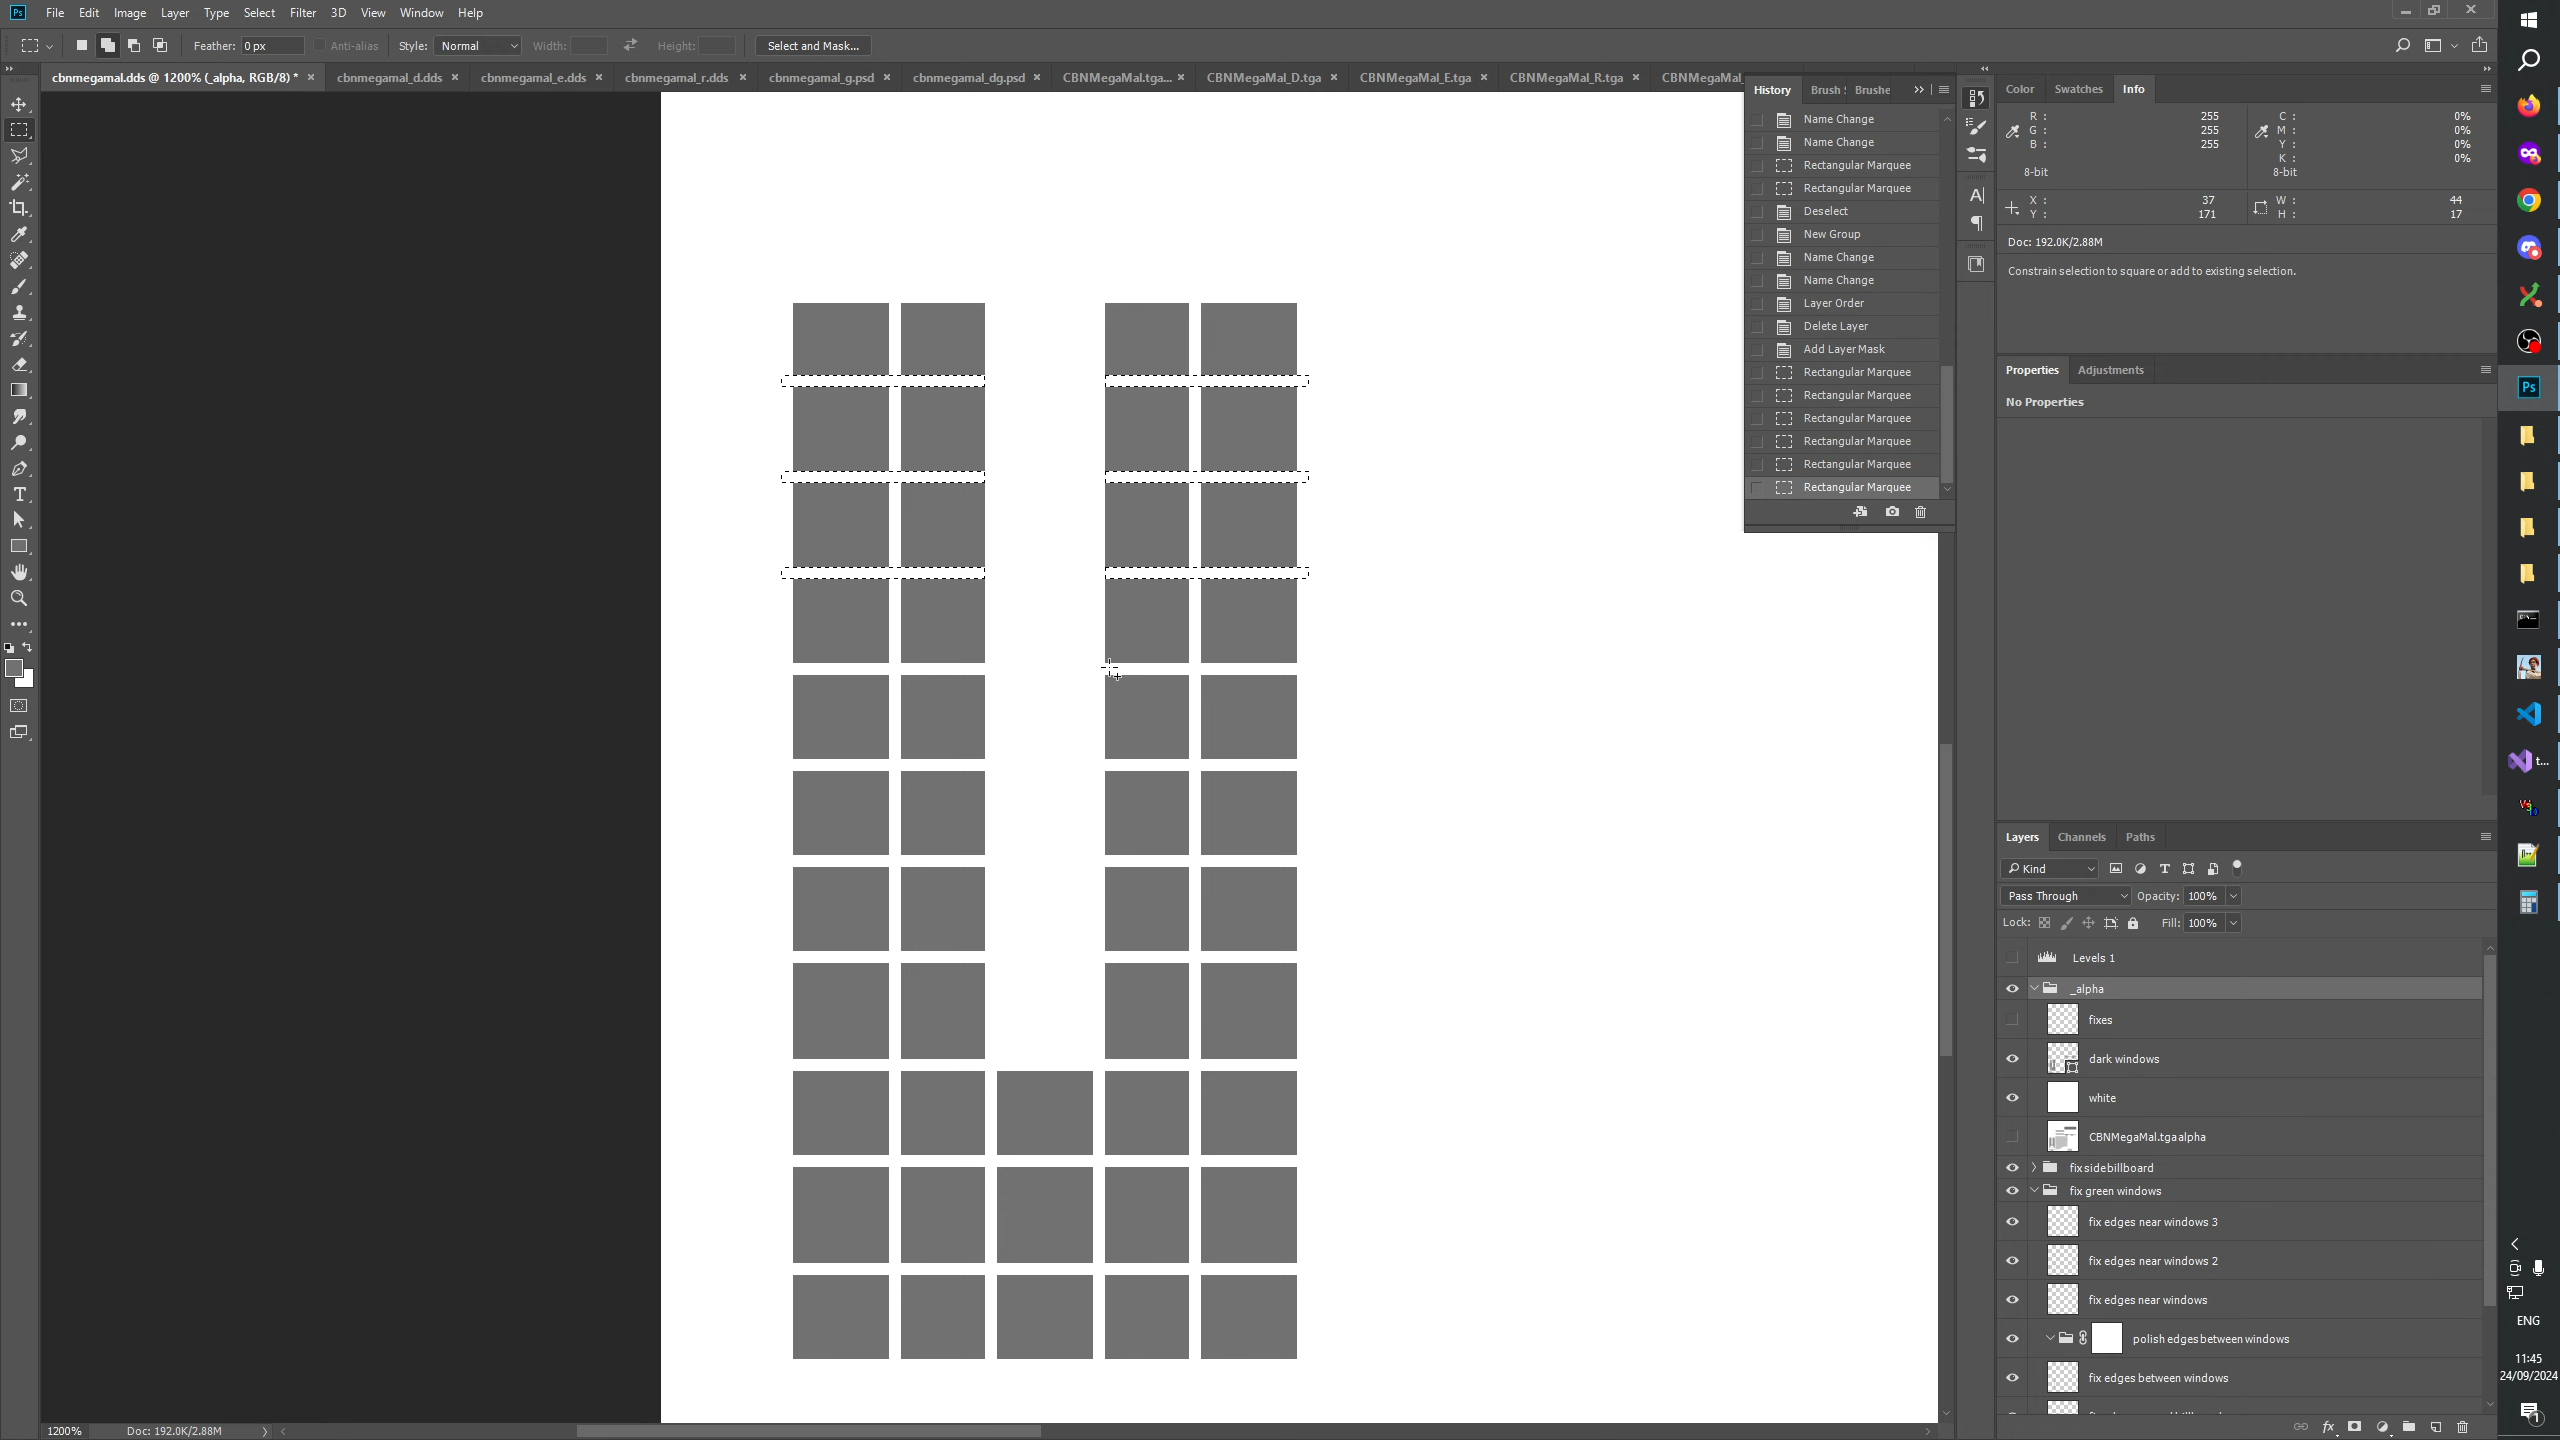 Ps File Edit Image Layer Type Select Filter 3D View Window Help
Feather: 0 px Anti-alias Style: Normal Width: Height: Select and Mask...
cbnmegamal.dds @ 1200% (_alpha, RGB/8) * cbnmegamal_d.dds cbnmegamal_e.dds cbnmegamal_r.dds cbnmegamal_g.psd cbnmegamal_dg.psd CBNMegaMal.tga... CBNMegaMal_D.tga CBNMegaMal_E.tga CBNMegaMal_R.tga CBNMegaMal_
History Brush Brushe
Name Change
Name Change
Rectangular Marquee
Rectangular Marquee
Deselect
New Group
Name Change
Name Change
Layer Order
Delete Layer
Add Layer Mask
Rectangular Marquee
Rectangular Marquee
Rectangular Marquee
Rectangular Marquee
Rectangular Marquee
Rectangular Marquee
Color Swatches Info
R : 255 C : 0%
G : 255 M : 0%
B : 255 Y : 0%
K : 0%
8-bit 8-bit
X : 37 W : 44
Y : 171 H : 17
Doc: 192.0K/2.88M
Constrain selection to square or add to existing selection.
Properties Adjustments
No Properties
Layers Channels Paths
Kind
Pass Through Opacity: 100%
Lock: Fill: 100%
Levels 1
_alpha
fixes
dark windows
white
CBNMegaMal.tga alpha
fix side billboard
fix green windows
fix edges near windows 3
fix edges near windows 2
fix edges near windows
polish edges between windows
fix edges between windows
1200% Doc: 192.0K/2.88M
Ps
t...
ENG
11:45
24/09/2024
1